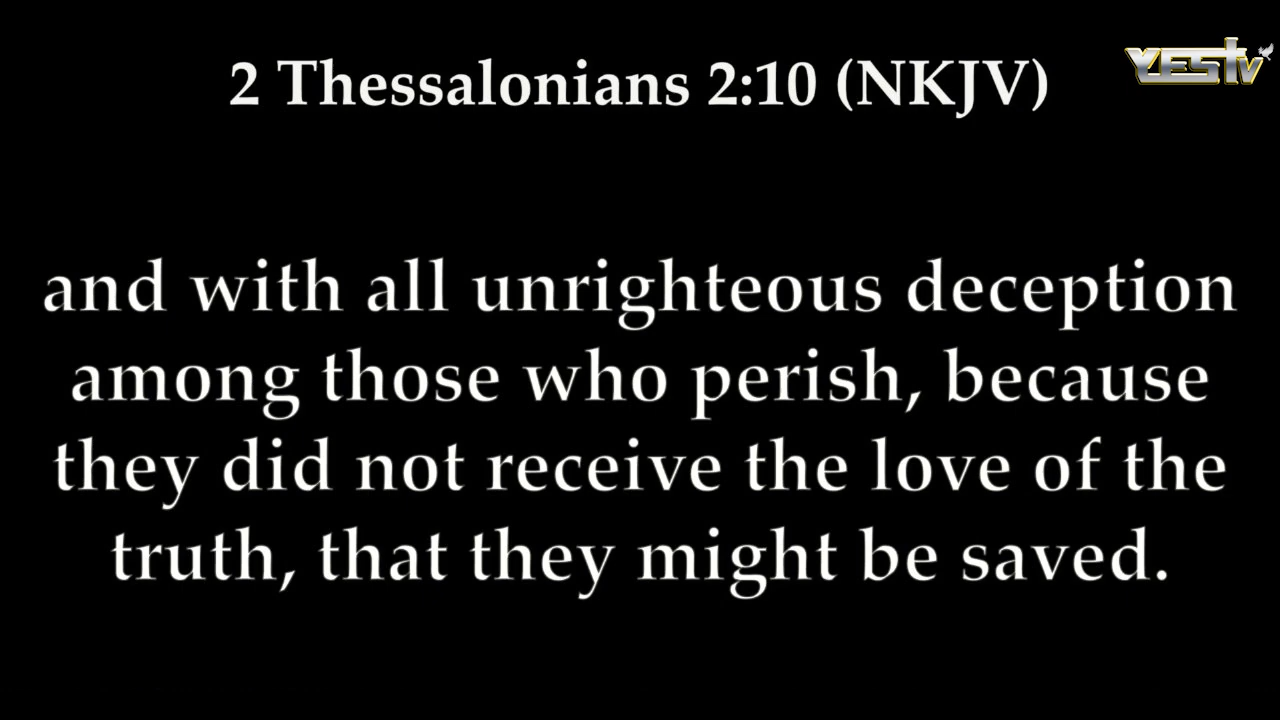 2 Thessalonians 2:10 (NKJV)
YESTV
and with all unrighteous deception
among those who perish, because
they did not receive the love of the
truth, that they might be saved.